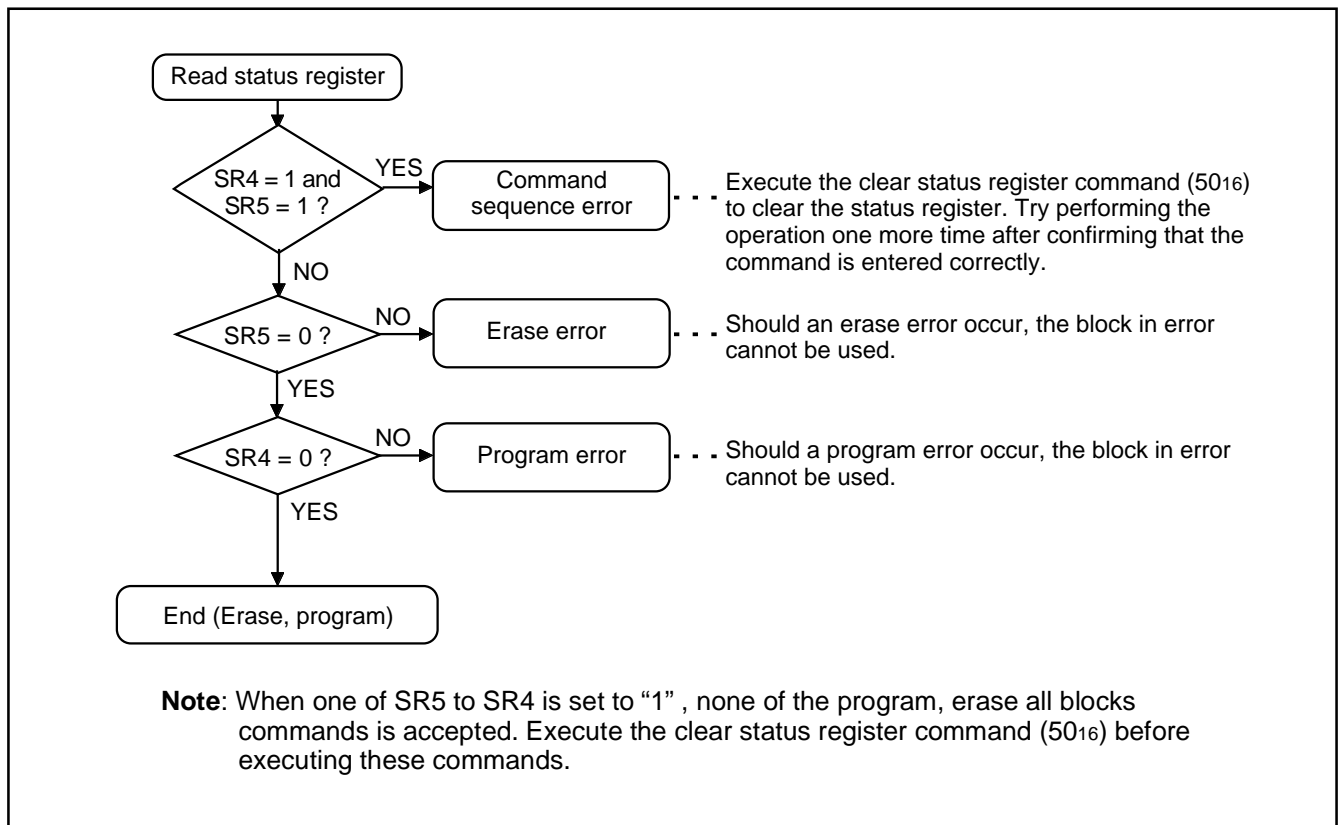 Read status register
SR4 = 1 and
SR5 = 1 ?
YES
Command
sequence error
Execute the clear status register command (5016)
to clear the status register. Try performing the
operation one more time after confirming that the
command is entered correctly.
NO
SR5 = 0 ?
NO
Erase error
Should an erase error occur, the block in error
cannot be used.
YES
SR4 = 0 ?
NO
Program error
Should a program error occur, the block in error
cannot be used.
YES
End (Erase, program)
Note: When one of SR5 to SR4 is set to “1” , none of the program, erase all blocks
commands is accepted. Execute the clear status register command (5016) before
executing these commands.